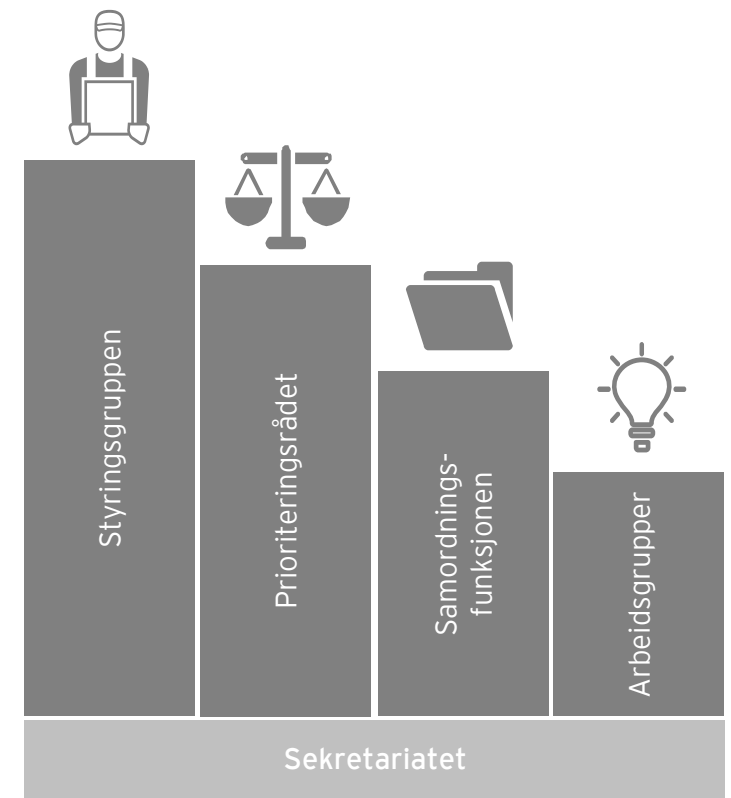 Styringsgruppen
Prioriteringsrådet
Samordnings-
funksjonen
Arbeidsgrupper
Sekretariatet